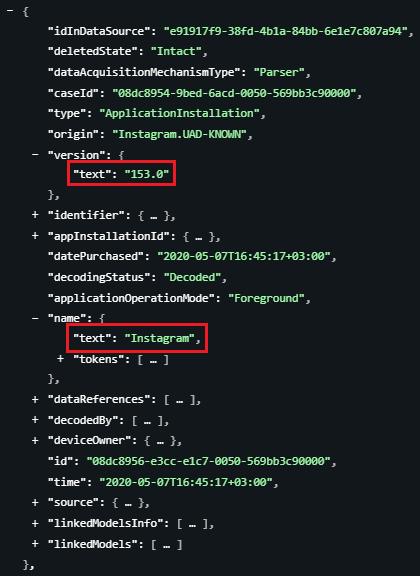 − {
"idInDataSource": "e91917f9-38fd-4b1a-84bb-6e1e7c807a94",
"deletedState": "Intact",
"dataAcquisitionMechanismType": "Parser",
"caseId": "08dc8954-9bed-6acd-0050-569bb3c90000",
"type": "ApplicationInstallation",
"origin": "Instagram.UAD-KNOWN",
− "version": {
"text": "153.0"
},
+ "identifier": { … },
+ "appInstallationId": { … },
"datePurchased": "2020-05-07T16:45:17+03:00",
"decodingStatus": "Decoded",
"applicationOperationMode": "Foreground",
− "name": {
"text": "Instagram",
+ "tokens": [ … ]
},
+ "dataReferences": [ … ],
+ "decodedBy": [ … ],
+ "deviceOwner": { … },
"id": "08dc8956-e3cc-e1c7-0050-569bb3c90000",
"time": "2020-05-07T16:45:17+03:00",
+ "source": { … },
+ "linkedModelsInfo": [ … ],
+ "linkedModels": [ … ]
},